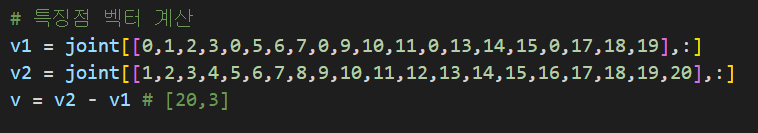 # 특징점 벡터 계산
v1 = joint[[0,1,2,3,0,5,6,7,0,9,10,11,0,13,14,15,0,17,18,19],:]
v2 = joint[[1,2,3,4,5,6,7,8,9,10,11,12,13,14,15,16,17,18,19,20],:]
v = v2 - v1 # [20,3]